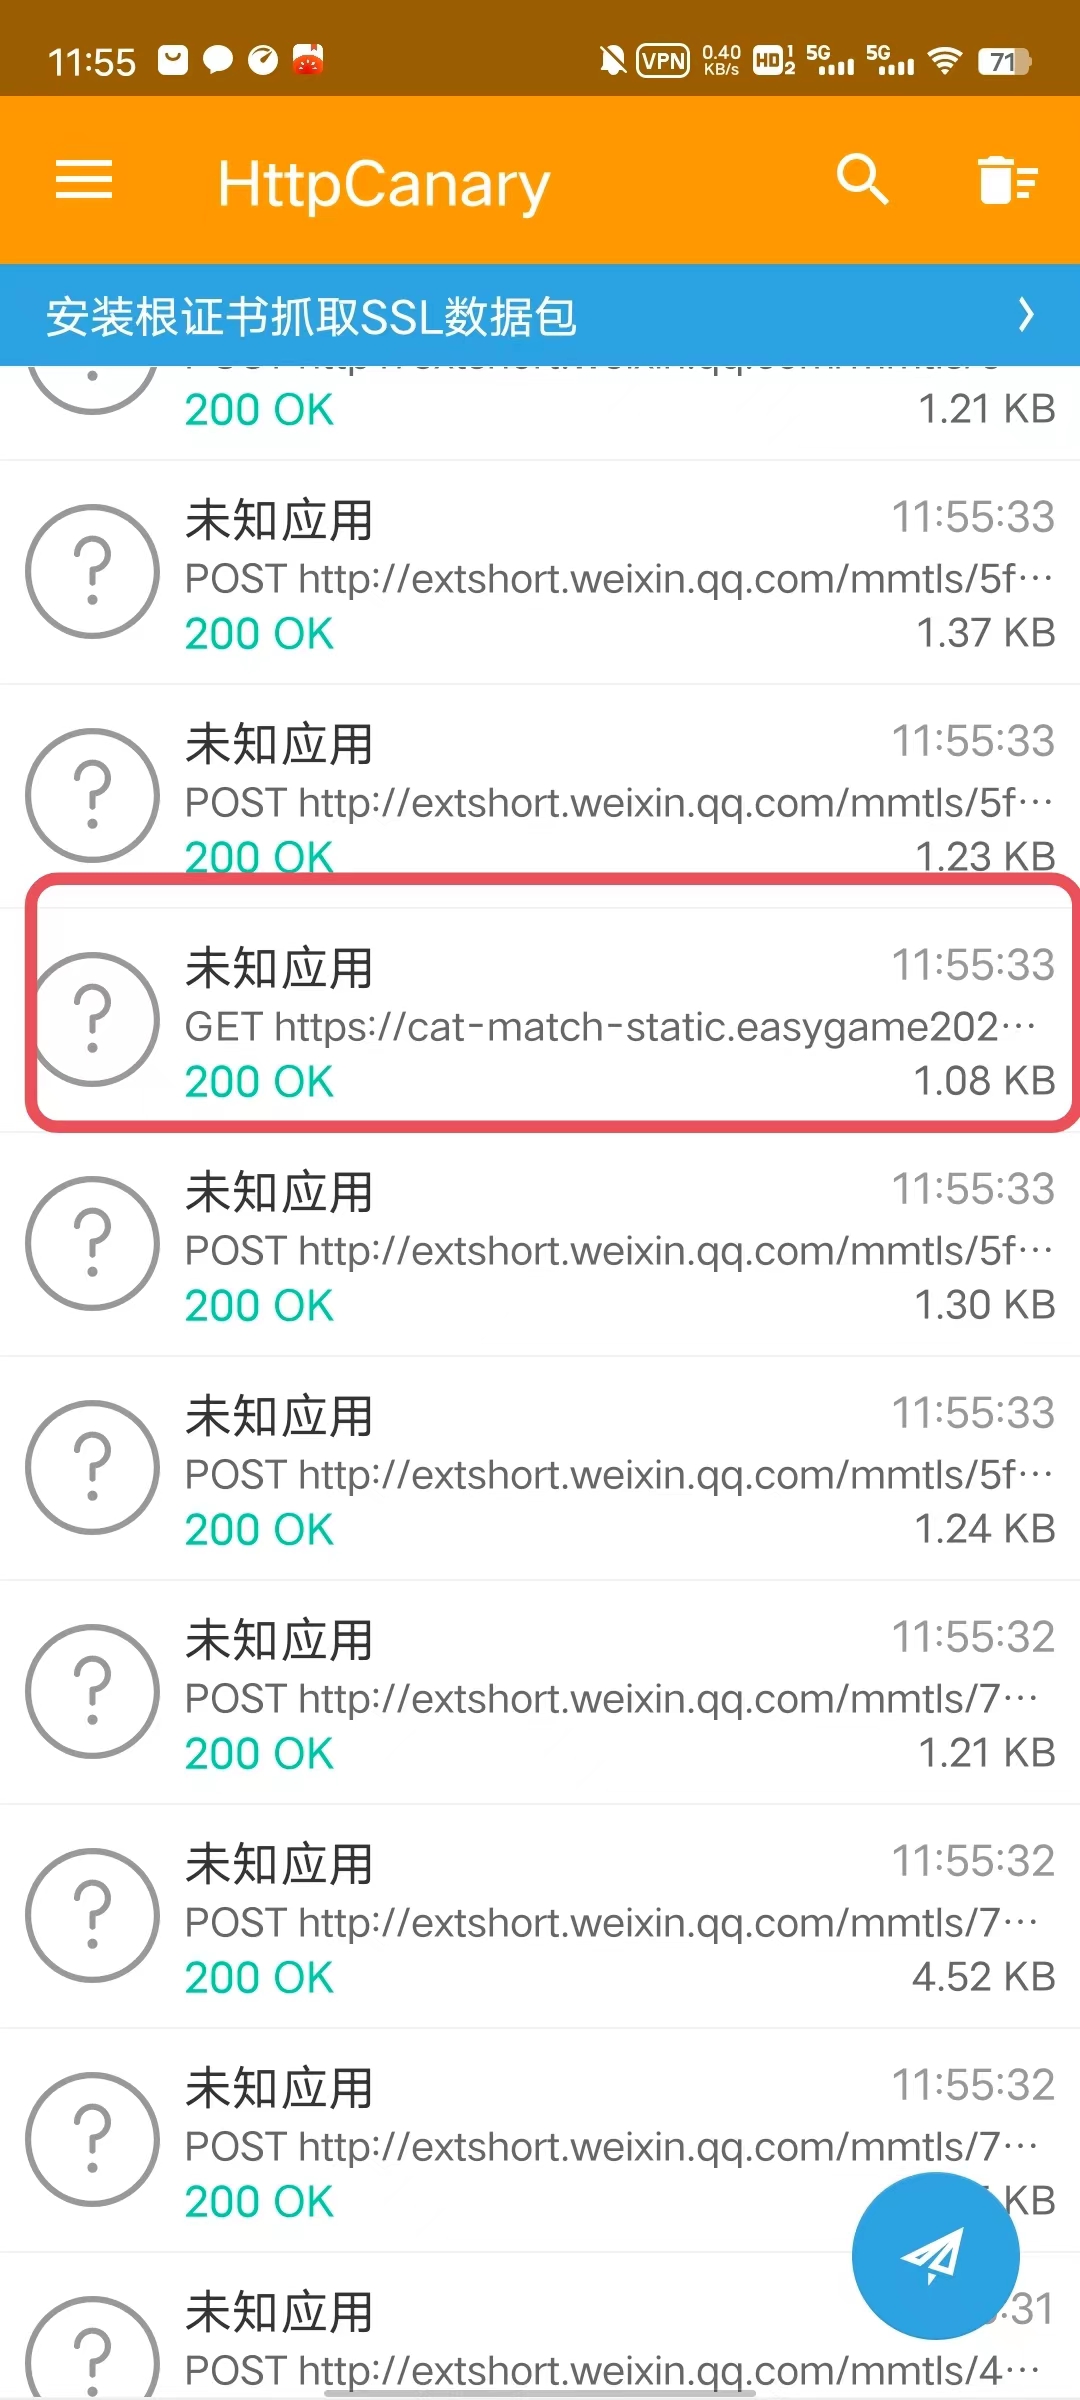 11:55 VPN 0.40 KB/s HD 1 2 5G 5G 71
HttpCanary
安装根证书抓取SSL数据包
200 OK 1.21 KB
未知应用 11:55:33
POST http://extshort.weixin.qq.com/mmtls/5f…
200 OK 1.37 KB
未知应用 11:55:33
POST http://extshort.weixin.qq.com/mmtls/5f…
200 OK 1.23 KB
未知应用 11:55:33
GET https://cat-match-static.easygame202…
200 OK 1.08 KB
未知应用 11:55:33
POST http://extshort.weixin.qq.com/mmtls/5f…
200 OK 1.30 KB
未知应用 11:55:33
POST http://extshort.weixin.qq.com/mmtls/5f…
200 OK 1.24 KB
未知应用 11:55:32
POST http://extshort.weixin.qq.com/mmtls/7…
200 OK 1.21 KB
未知应用 11:55:32
POST http://extshort.weixin.qq.com/mmtls/7…
200 OK 4.52 KB
未知应用 11:55:32
POST http://extshort.weixin.qq.com/mmtls/7…
200 OK KB
未知应用 :31
POST http://extshort.weixin.qq.com/mmtls/4…